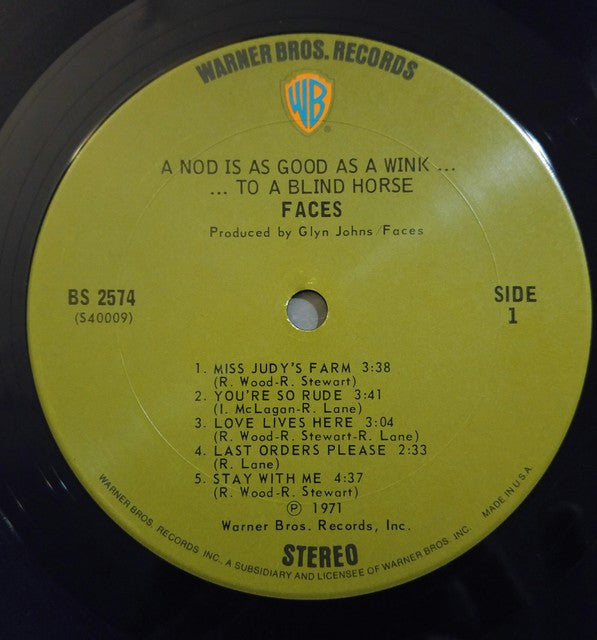 WARNER BROS. RECORDS
WB
®
A NOD IS AS GOOD AS A WINK ...
... TO A BLIND HORSE
FACES
Produced by Glyn Johns/Faces
BS 2574
(S40009)
SIDE
1
1. MISS JUDY'S FARM 3:38
(R. Wood-R. Stewart)
2. YOU'RE SO RUDE 3:41
(I. McLagan-R. Lane)
3. LOVE LIVES HERE 3:04
(R. Wood-R. Stewart-R. Lane)
4. LAST ORDERS PLEASE 2:33
(R. Lane)
5. STAY WITH ME 4:37
(R. Wood-R. Stewart)
℗ 1971
Warner Bros. Records, Inc.
STEREO
WARNER BROS. RECORDS INC., A SUBSIDIARY AND LICENSEE OF WARNER BROS. INC. MADE IN U.S.A.